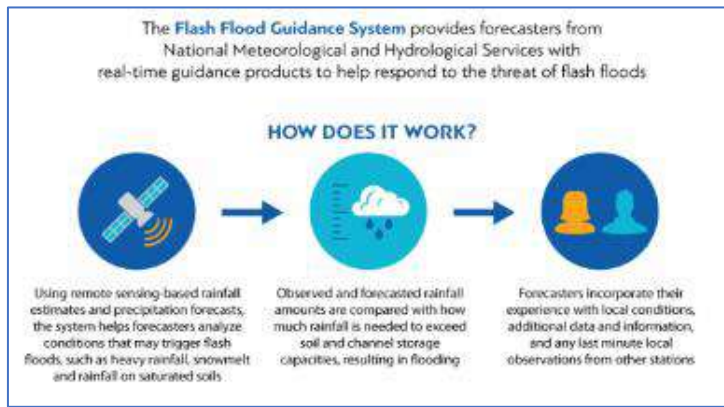 The Flash Flood Guidance System provides forecasters from
National Meteorological and Hydrological Services with
real-time guidance products to help respond to the threat of flash floods
HOW DOES IT WORK?
Using remote sensing-based rainfall
estimates and precipitation forecasts,
the system helps forecasters analyze
conditions that may trigger flash
floods, such as heavy rainfall, snowmelt
and rainfall on saturated soils
Observed and forecasted rainfall
amounts are compared with how
much rainfall is needed to exceed
soil and channel storage
capacities, resulting in flooding
Forecasters incorporate their
experience with local conditions,
additional data and information,
and any last minute local
observations from other stations